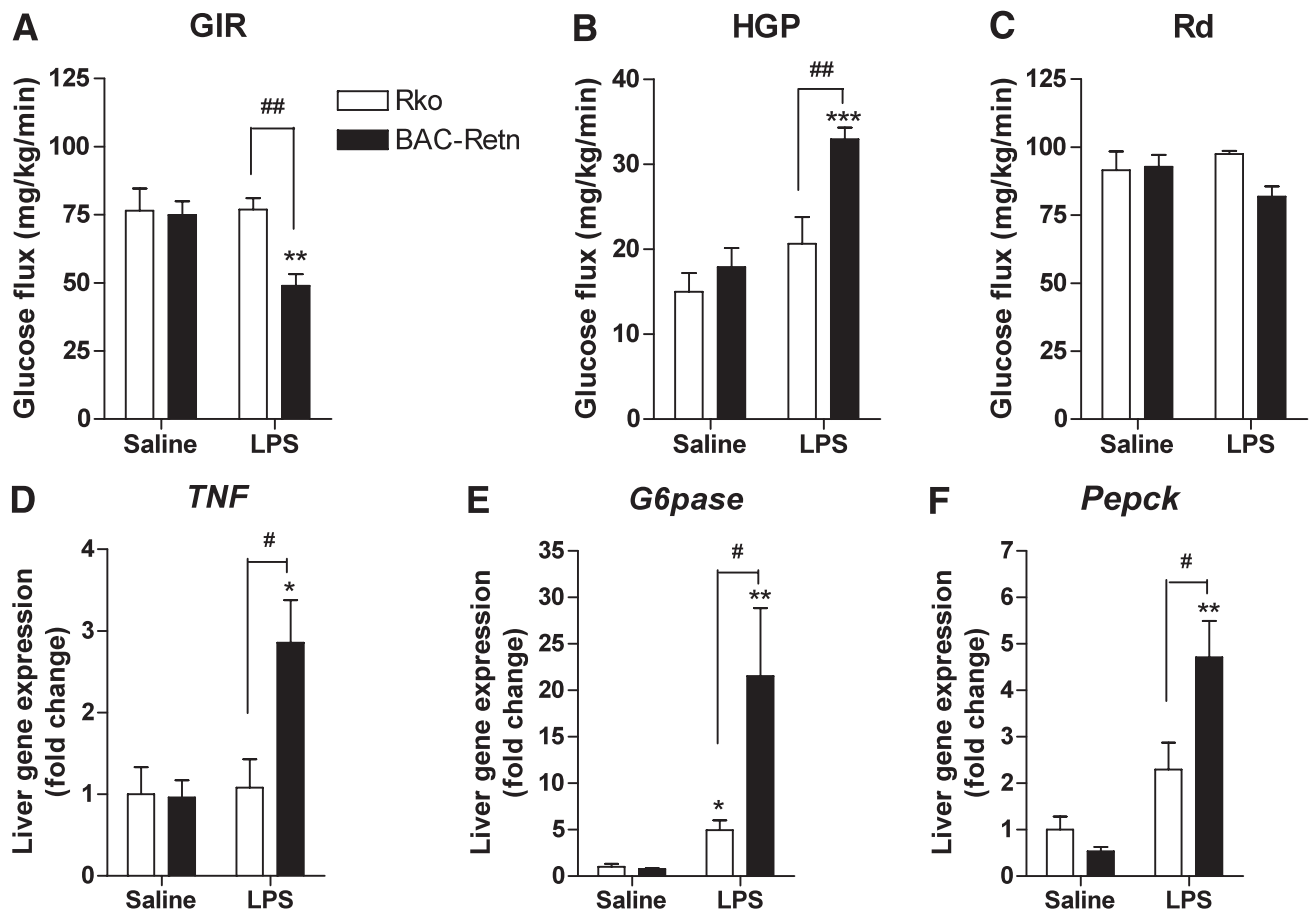 A GIR
Glucose flux (mg/kg/min)
125
100
75
50
25
0
##
**
Saline LPS
Rko
BAC-Retn
B HGP
Glucose flux (mg/kg/min)
40
30
20
10
0
##
***
Saline LPS
C Rd
Glucose flux (mg/kg/min)
125
100
75
50
25
0
Saline LPS
D TNF
Liver gene expression
(fold change)
4
3
2
1
0
#
*
Saline LPS
E G6pase
Liver gene expression
(fold change)
35
30
25
20
15
10
5
0
#
**
*
Saline LPS
F Pepck
Liver gene expression
(fold change)
7
6
5
4
3
2
1
0
#
**
Saline LPS